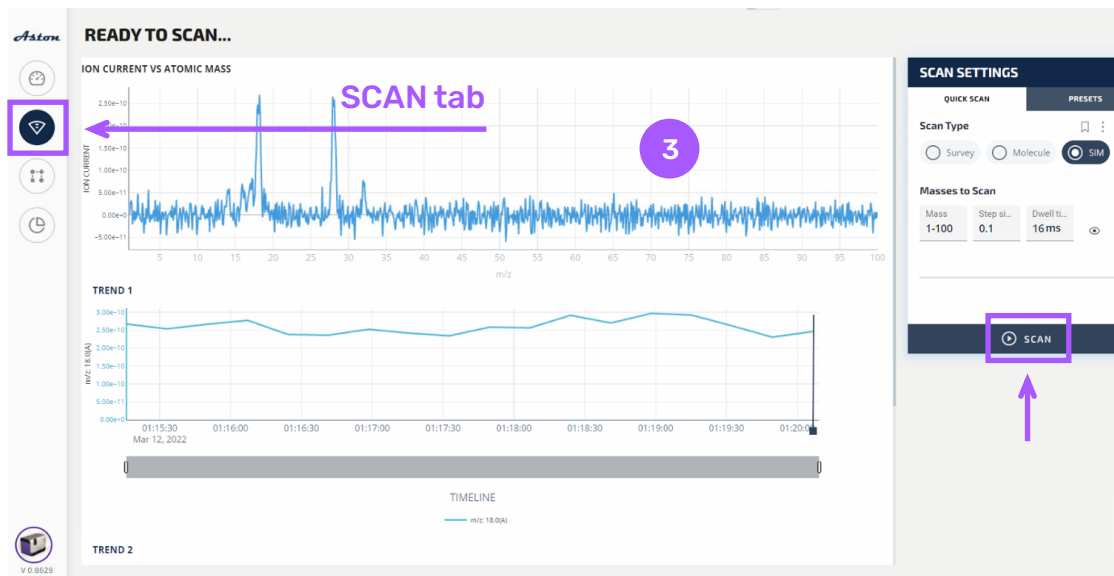 Aston
READY TO SCAN...
ION CURRENT VS ATOMIC MASS
SCAN tab
3
ION CURRENT
2.50e-10
1.50e-10
1.00e-10
5.00e-11
0.00e+0
−5.00e-11
5 10 15 20 25 30 35 40 45 50 55 60 65 70 75 80 85 90 95 100
m/z
TREND 1
m/z: 18.0(A)
3.00e-10
2.50e-10
2.00e-10
1.50e-10
1.00e-10
5.00e-11
0.00e+0
01:15:30 01:16:00 01:16:30 01:17:00 01:17:30 01:18:00 01:18:30 01:19:00 01:19:30 01:20:0
Mar 12, 2022
TIMELINE
m/z: 18.0(A)
TREND 2
V 0.8629
SCAN SETTINGS
QUICK SCAN PRESETS
Scan Type
Survey Molecule SIM
Masses to Scan
Mass Step si... Dwell ti...
1-100 0.1 16 ms
SCAN